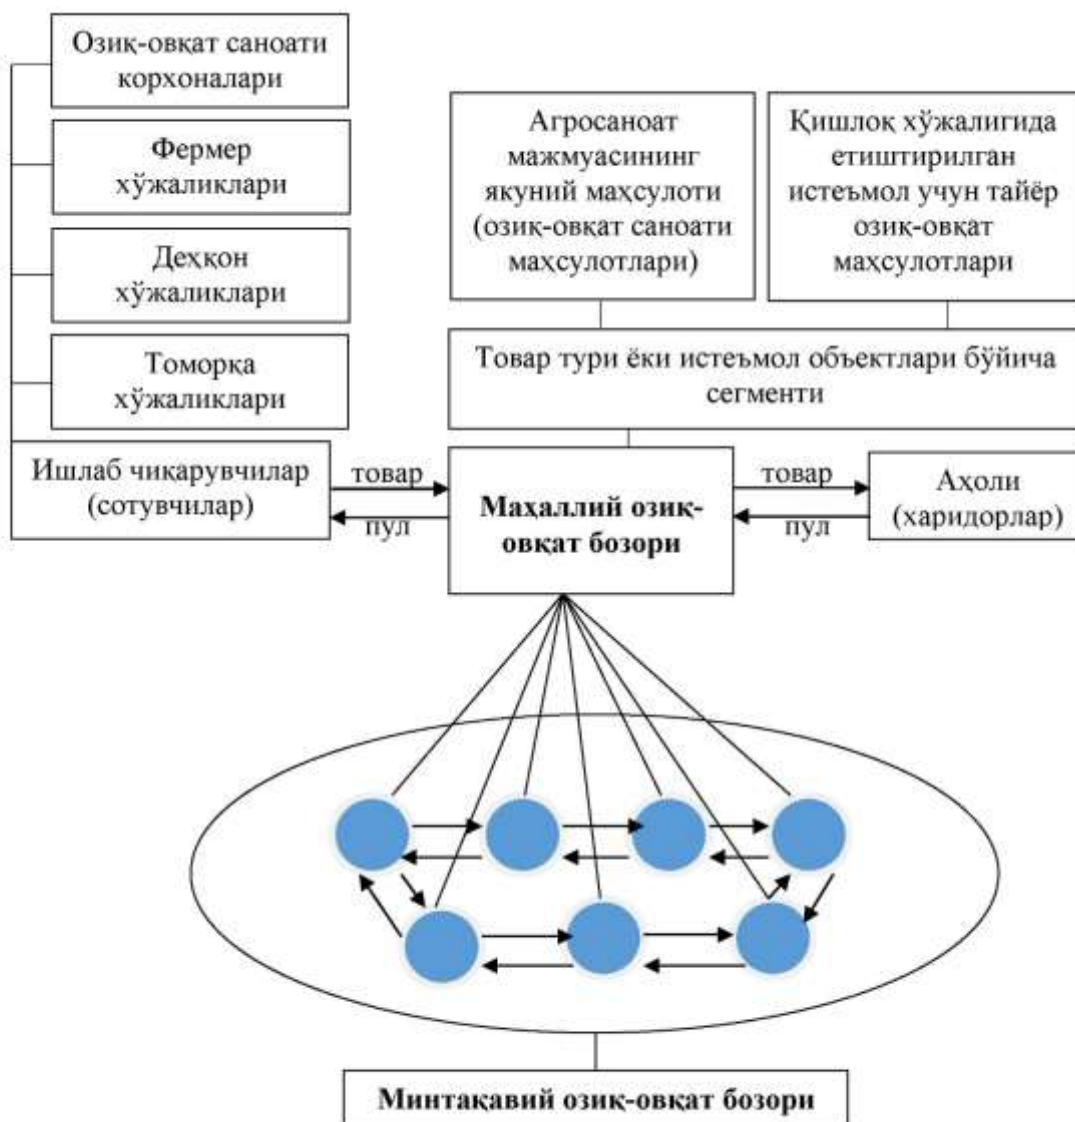 Озиқ-овқат саноати
корхоналари
Фермер
хўжаликлари
Деҳқон
хўжаликлари
Томорқа
хўжаликлари
Агросаноат
мажмуасининг
якуний маҳсулоти
(озиқ-овқат саноати
маҳсулотлари)
Қишлоқ хўжалигида
етиштирилган
истеъмол учун тайёр
озиқ-овқат
маҳсулотлари
Товар тури ёки истеъмол объектлари бўйича
сегменти
Ишлаб чиқарувчилар
(сотувчилар)
товар
пул
Маҳаллий озиқ-
овқат бозори
товар
пул
Аҳоли
(харидорлар)
Минтақавий озиқ-овқат бозори